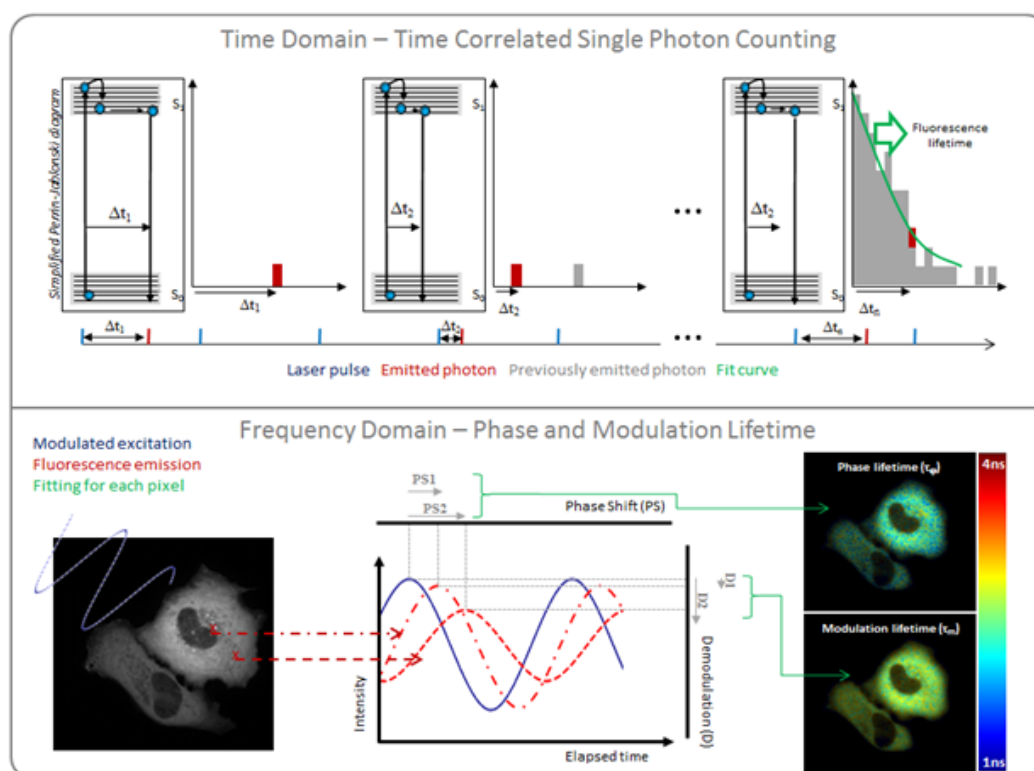 Time Domain – Time Correlated Single Photon Counting
Simplified Perrin-Jablonski diagram
S1
Δt1
S0
Δt1
S1
Δt2
S0
Δt2
...
S1
Δt2
S0
Fluorescence
lifetime
Δt6
Δt1
Δt2
...
Δt6
Laser pulse Emitted photon Previously emitted photon Fit curve
Frequency Domain – Phase and Modulation Lifetime
Modulated excitation
Fluorescence emission
Fitting for each pixel
PS1
PS2
Phase Shift (PS)
D1
D2
Demodulation (D)
Intensity
Elapsed time
x
x
Phase lifetime (τφ)
Modulation lifetime (τm)
4ns
1ns